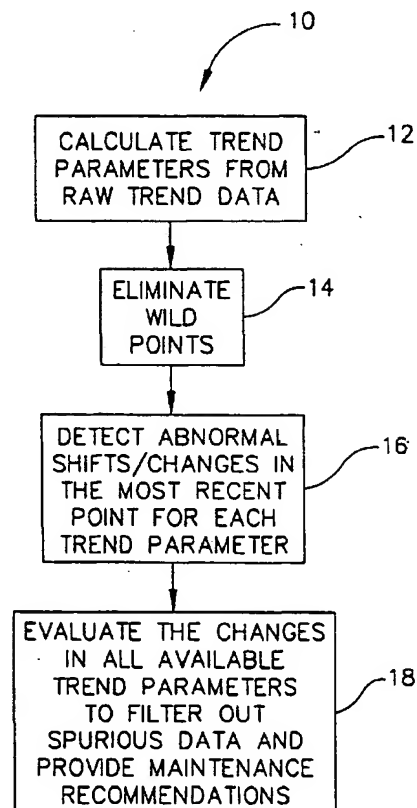 10
CALCULATE TREND
PARAMETERS FROM
RAW TREND DATA
12
ELIMINATE
WILD
POINTS
14
DETECT ABNORMAL
SHIFTS/CHANGES IN
THE MOST RECENT
POINT FOR EACH
TREND PARAMETER
16
EVALUATE THE CHANGES
IN ALL AVAILABLE
TREND PARAMETERS
TO FILTER OUT
SPURIOUS DATA AND
PROVIDE MAINTENANCE
RECOMMENDATIONS
18